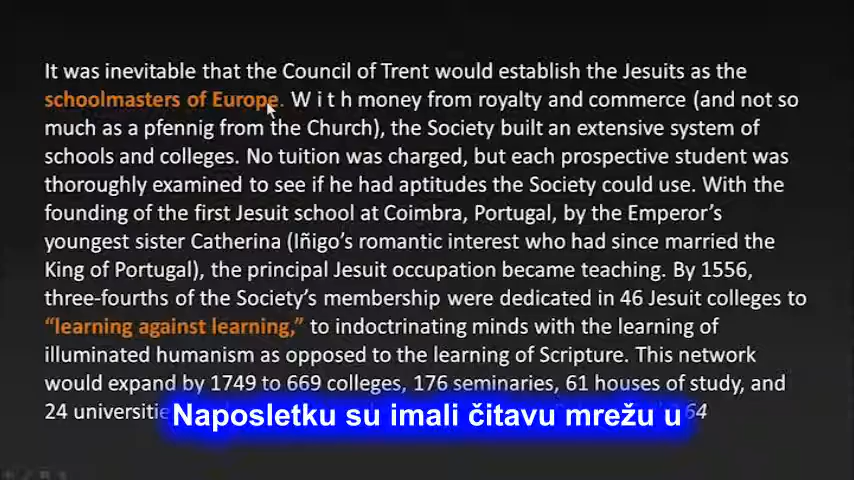 It was inevitable that the Council of Trent would establish the Jesuits as the
schoolmasters of Europe. W i t h money from royalty and commerce (and not so
much as a pfennig from the Church), the Society built an extensive system of
schools and colleges. No tuition was charged, but each prospective student was
thoroughly examined to see if he had aptitudes the Society could use. With the
founding of the first Jesuit school at Coimbra, Portugal, by the Emperor’s
youngest sister Catherina (Iñigo’s romantic interest who had since married the
King of Portugal), the principal Jesuit occupation became teaching. By 1556,
three-fourths of the Society’s membership were dedicated in 46 Jesuit colleges to
“learning against learning,” to indoctrinating minds with the learning of
illuminated humanism as opposed to the learning of Scripture. This network
would expand by 1749 to 669 colleges, 176 seminaries, 61 houses of study, and
24 64
Naposletku su imali čitavu mrežu u